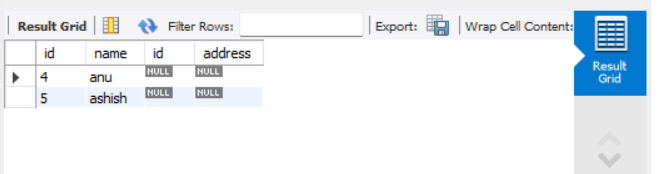 Result Grid Filter Rows: Export: Wrap Cell Content:
id name id address
4 anu NULL NULL
5 ashish NULL NULL
Result
Grid